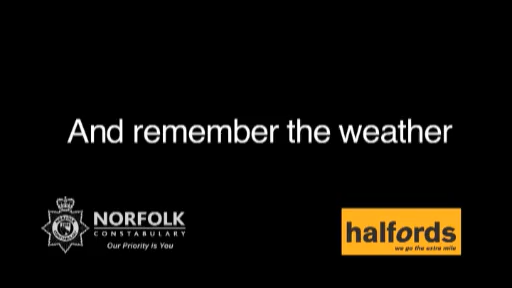 And remember the weather
NORFOLK
CONSTABULARY
Our Priority is You
halfords
we go the extra mile